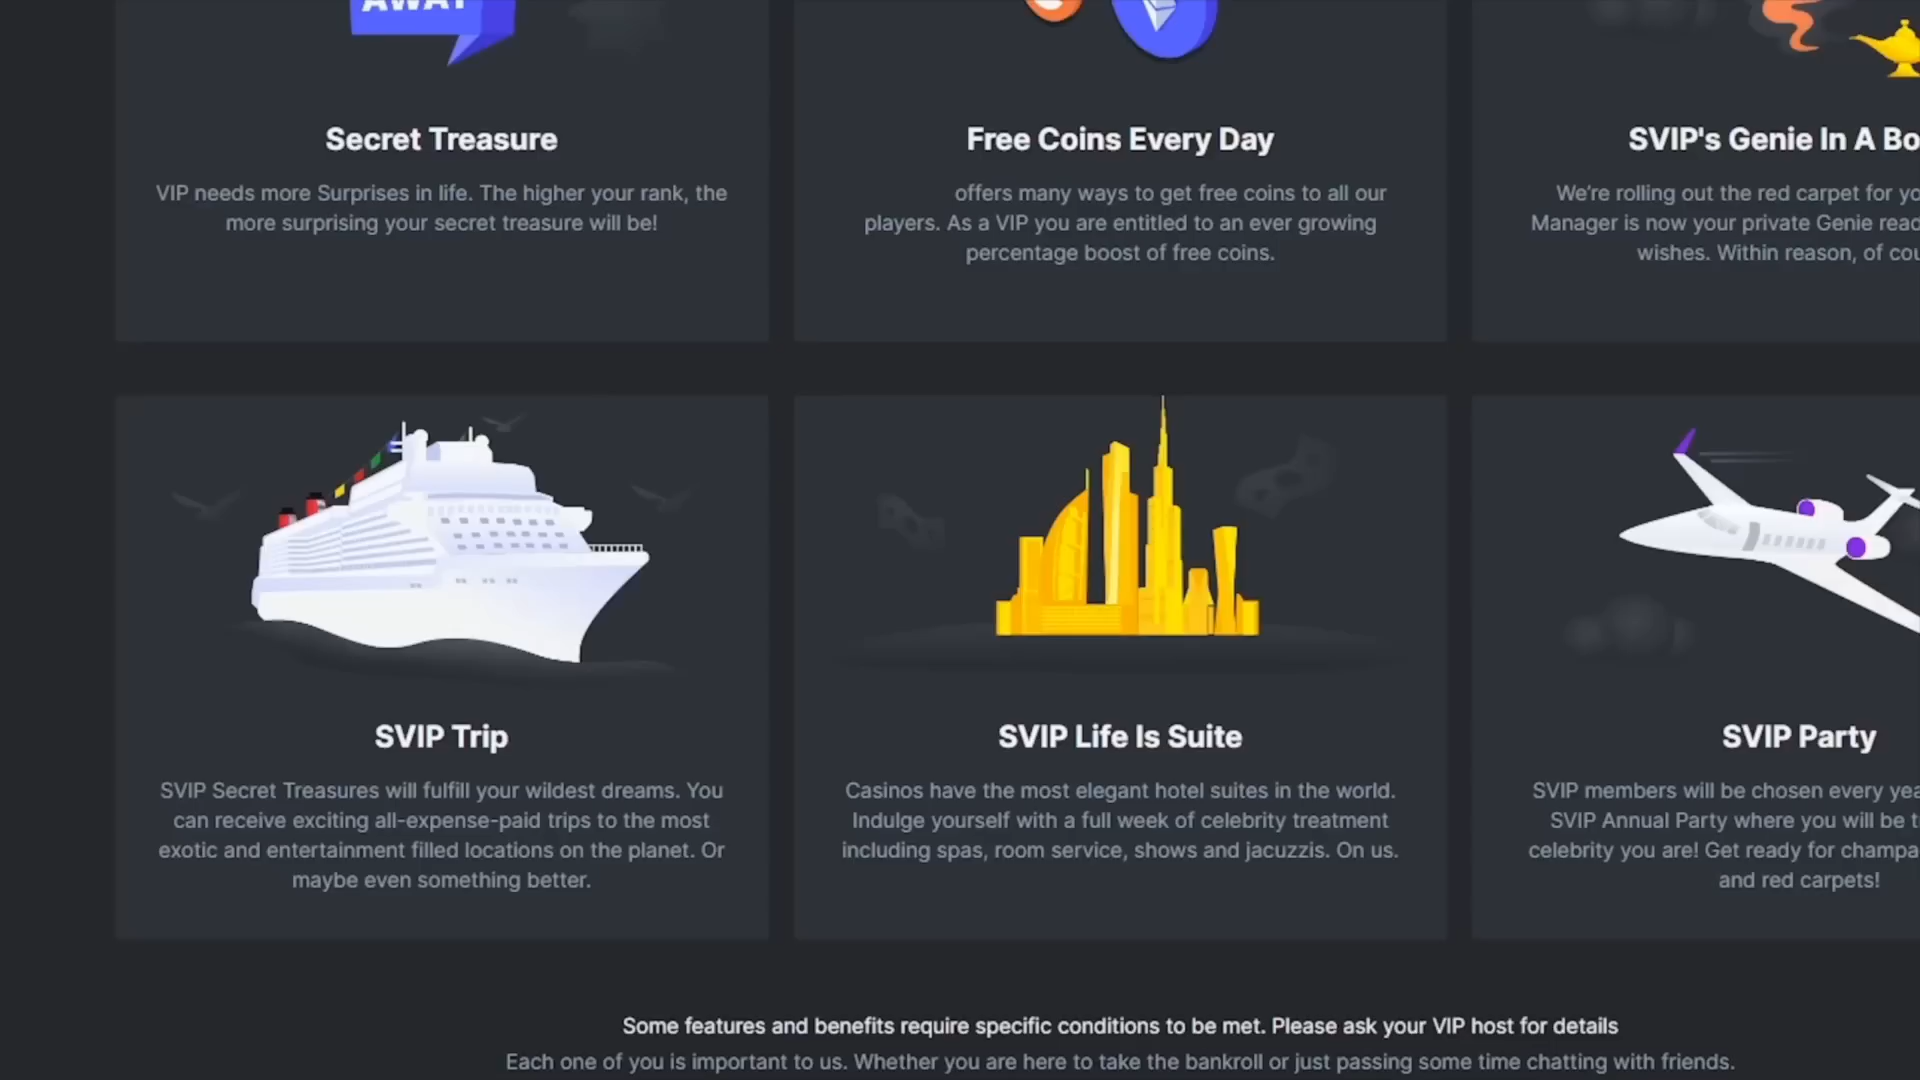 AWAY
Secret Treasure
VIP needs more Surprises in life. The higher your rank, the
more surprising your secret treasure will be!
Free Coins Every Day
offers many ways to get free coins to all our
players. As a VIP you are entitled to an ever growing
percentage boost of free coins.
SVIP's Genie In A Bo
We're rolling out the red carpet for yo
Manager is now your private Genie read
wishes. Within reason, of cou
SVIP Trip
SVIP Secret Treasures will fulfill your wildest dreams. You
can receive exciting all-expense-paid trips to the most
exotic and entertainment filled locations on the planet. Or
maybe even something better.
SVIP Life Is Suite
Casinos have the most elegant hotel suites in the world.
Indulge yourself with a full week of celebrity treatment
including spas, room service, shows and jacuzzis. On us.
SVIP Party
SVIP members will be chosen every yea
SVIP Annual Party where you will be t
celebrity you are! Get ready for champa
and red carpets!
Some features and benefits require specific conditions to be met. Please ask your VIP host for details
Each one of you is important to us. Whether you are here to take the bankroll or just passing some time chatting with friends.